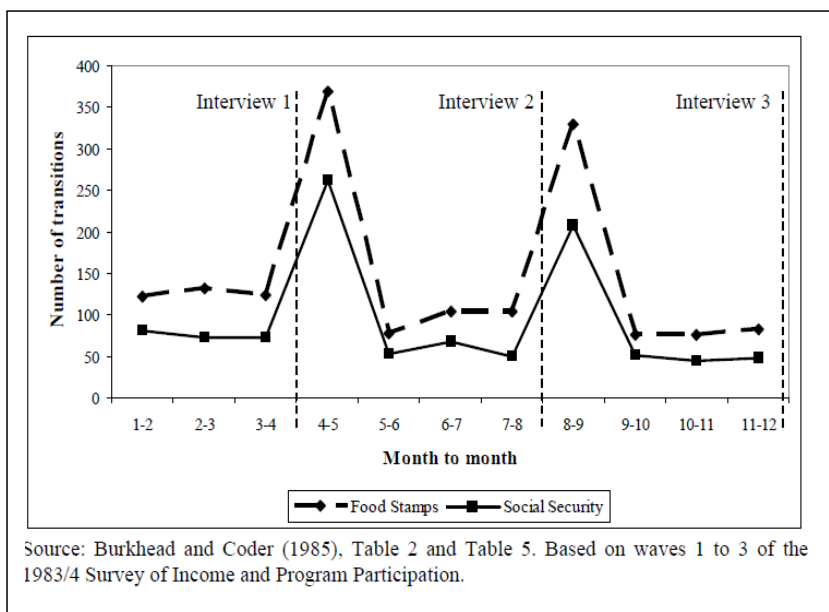 400
350
300
250
200
150
100
50
0
Number of transitions
Interview 1
Interview 2
Interview 3
1-2 2-3 3-4 4-5 5-6 6-7 7-8 8-9 9-10 10-11 11-12
Month to month
Food Stamps Social Security
Source: Burkhead and Coder (1985), Table 2 and Table 5. Based on waves 1 to 3 of the
1983/4 Survey of Income and Program Participation.